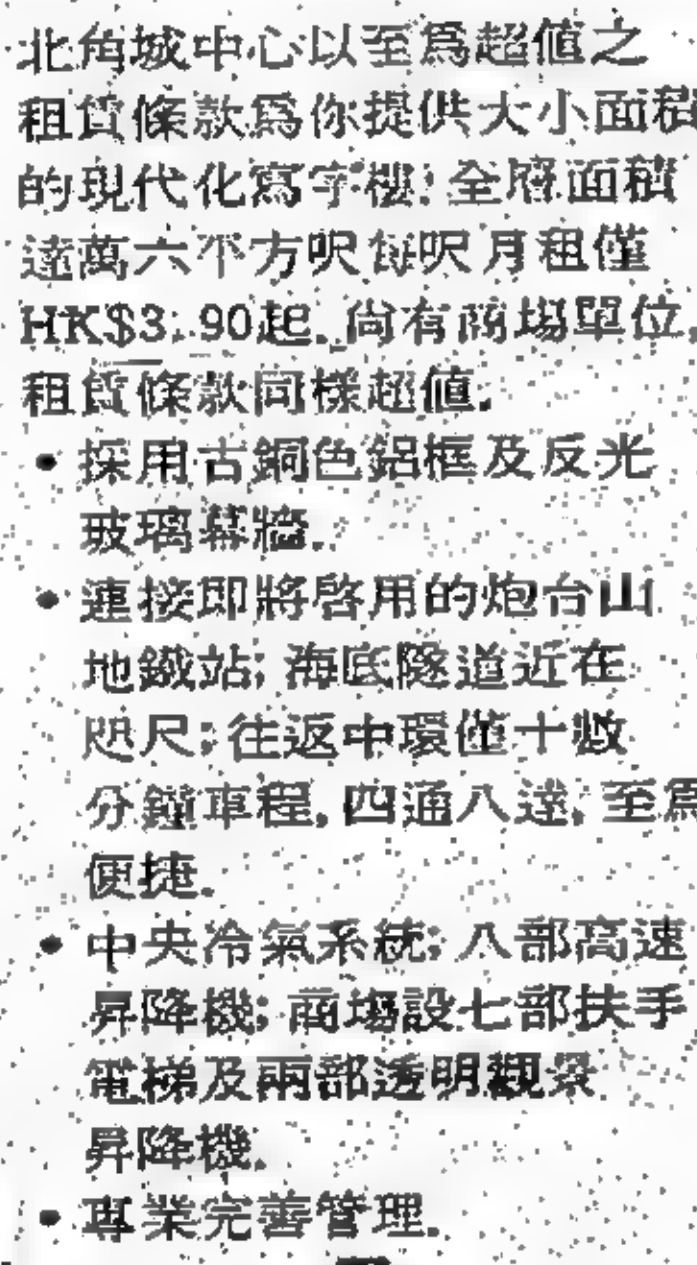 北角城中心以至爲超值之
租賃條款爲你提供大小面積
的現代化寫字樓;全層面積
達萬六平方呎每呎月租僅
HK$3.90起.尚有商場單位,
租賃條款同樣超值.
• 採用古銅色鋁框及反光
玻璃幕牆.
• 連接即將啓用的炮台山
地鐵站;海底隧道近在
咫尺;往返中環僅十數
分鐘車程,四通八達,至爲
便捷.
• 中央冷氣系統;八部高速
昇降機;商場設七部扶手
電梯及兩部透明觀景
昇降機.
• 專業完善管理.